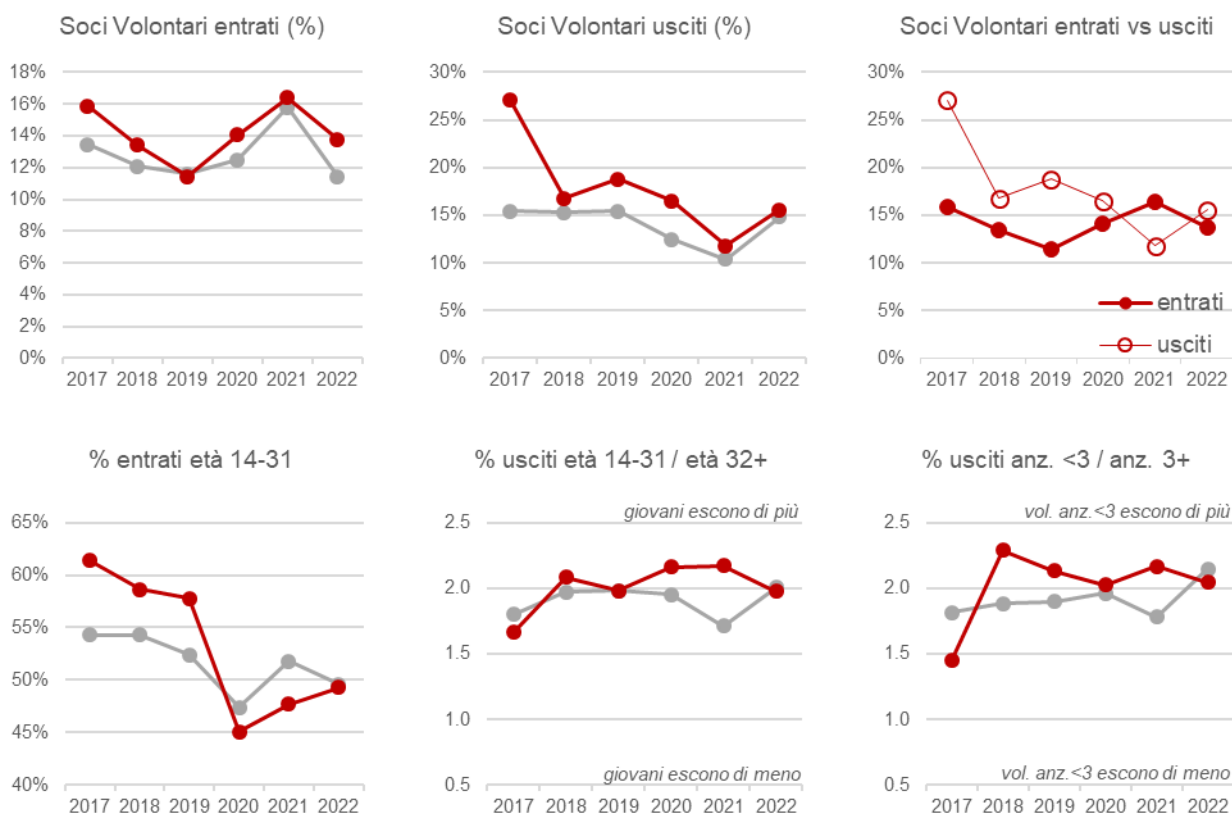 Soci Volontari entrati (%)
18%
16%
14%
12%
10%
8%
6%
4%
2%
0%
2017 2018 2019 2020 2021 2022
Soci Volontari usciti (%)
30%
25%
20%
15%
10%
5%
0%
2017 2018 2019 2020 2021 2022
Soci Volontari entrati vs usciti
30%
25%
20%
15%
10%
5%
0%
entrati
usciti
2017 2018 2019 2020 2021 2022
% entrati età 14-31
65%
60%
55%
50%
45%
40%
2017 2018 2019 2020 2021 2022
% usciti età 14-31 / età 32+
2.5
giovani escono di più
2.0
1.5
1.0
giovani escono di meno
0.5
2017 2018 2019 2020 2021 2022
% usciti anz. <3 / anz. 3+
2.5
vol. anz.<3 escono di più
2.0
1.5
1.0
vol. anz.<3 escono di meno
0.5
2017 2018 2019 2020 2021 2022